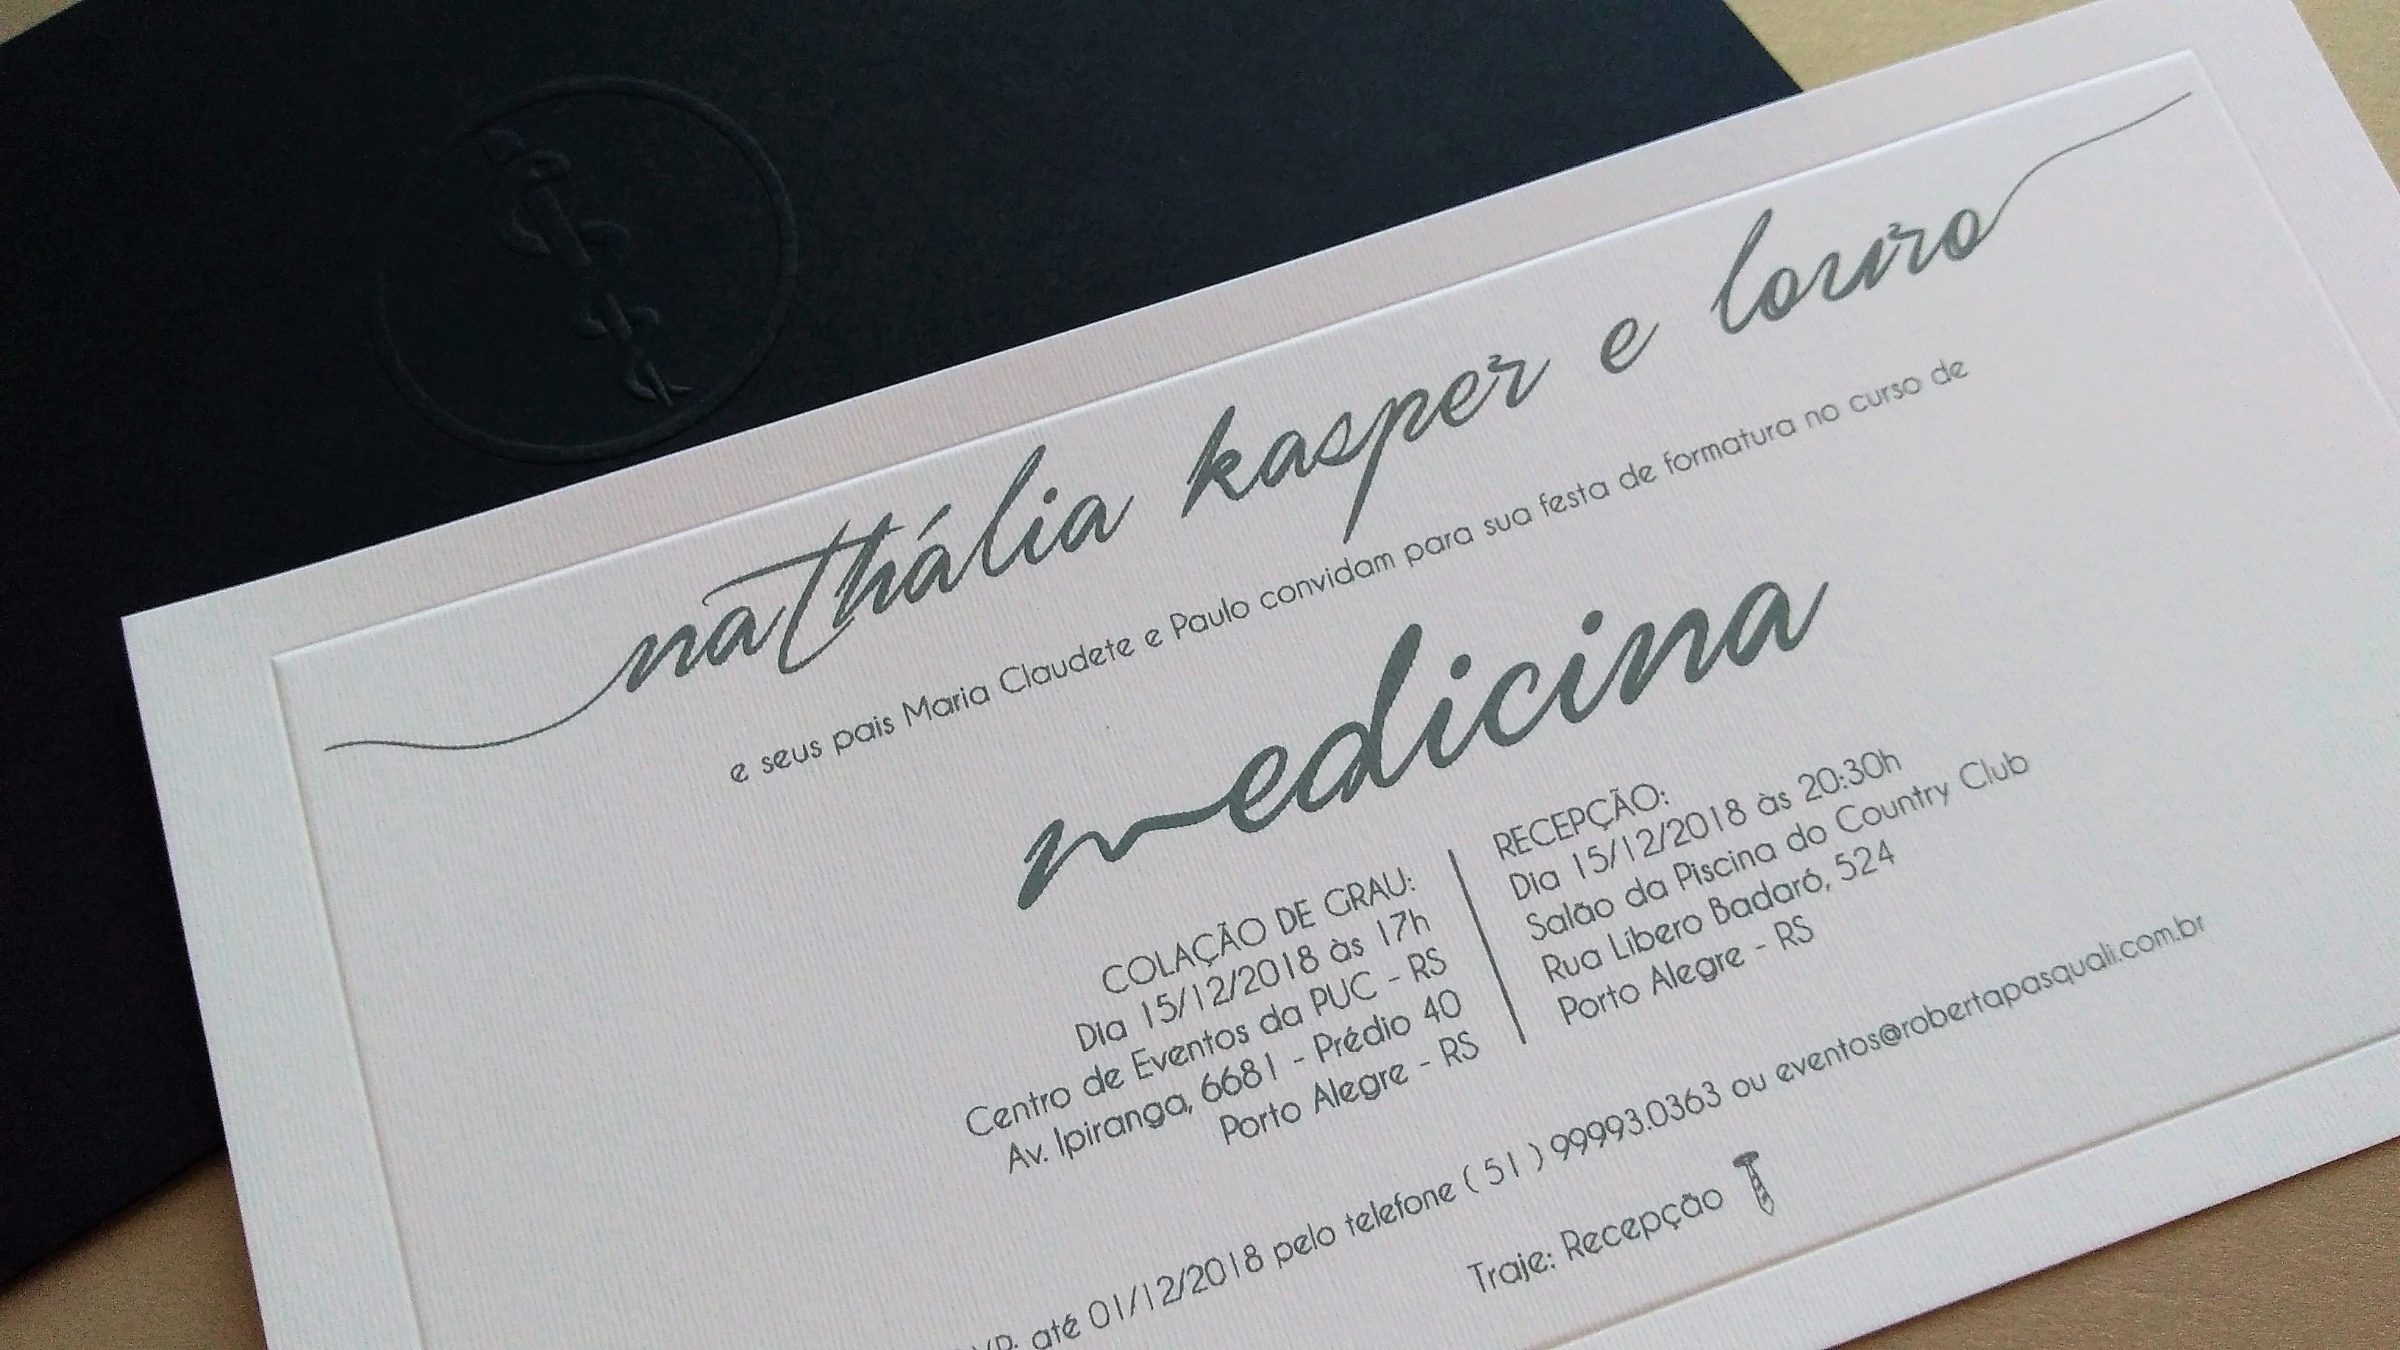 nathália kasper e louro
e seus pais Maria Claudete e Paulo convidam para sua festa de formatura no curso de
medicina
COLAÇÃO DE GRAU:
Dia 15/12/2018 às 17h
Centro de Eventos da PUC - RS
Av. Ipiranga, 6681 - Prédio 40
Porto Alegre - RS
RECEPÇÃO:
Dia 15/12/2018 às 20:30h
Salão da Piscina do Country Club
Rua Líbero Badaró, 524
Porto Alegre - RS
até 01/12/2018 pelo telefone ( 51 ) 99993.0363 ou eventos@robertapasquali.com.br
Traje: Recepção